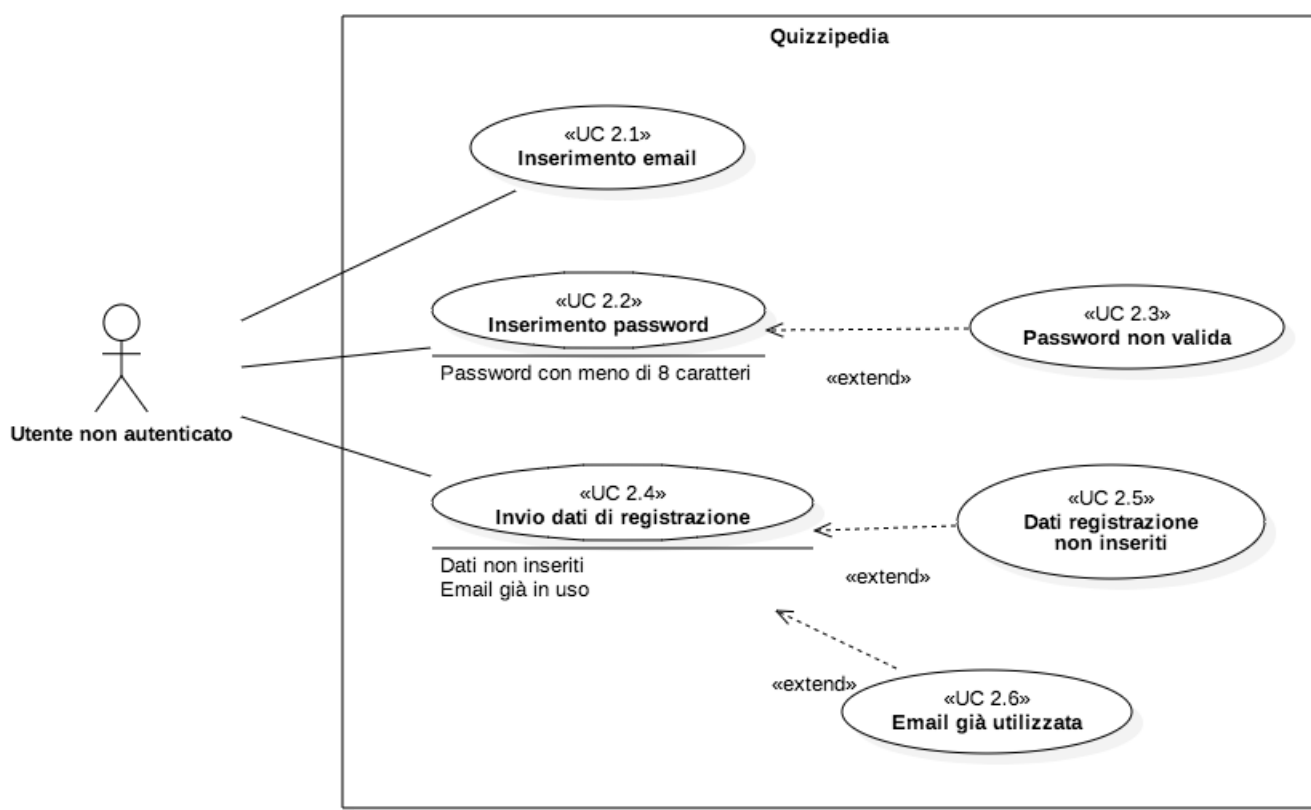 Quizzipedia
«UC 2.1»
Inserimento email
«UC 2.2»
Inserimento password
Password con meno di 8 caratteri
«extend»
«UC 2.3»
Password non valida
Utente non autenticato
«UC 2.4»
Invio dati di registrazione
Dati non inseriti
Email già in uso
«extend»
«UC 2.5»
Dati registrazione
non inseriti
«extend»
«UC 2.6»
Email già utilizzata